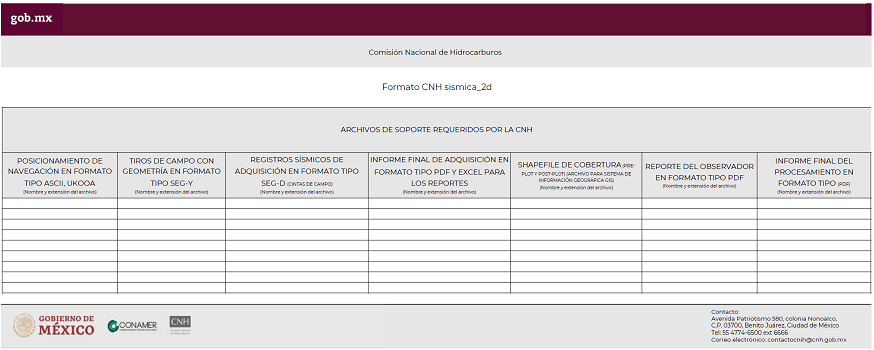 gob.mx
Comisión Nacional de Hidrocarburos
Formato CNH sismica_2d
ARCHIVOS DE SOPORTE REQUERIDOS POR LA CNH
POSICIONAMIENTO DE
NAVEGACIÓN EN FORMATO
TIPO ASCII, UKOOA
(Nombre y extensión del archivo)
TIROS DE CAMPO CON
GEOMETRÍA EN FORMATO
TIPO SEG-Y
(Nombre y extensión del archivo)
REGISTROS SÍSMICOS DE
ADQUISICIÓN EN FORMATO TIPO
SEG-D (CINTAS DE CAMPO)
(Nombre y extensión del archivo)
INFORME FINAL DE ADQUISICIÓN EN
FORMATO TIPO PDF Y EXCEL PARA
LOS REPORTES
(Nombre y extensión del archivo)
SHAPEFILE DE COBERTURA (PRE-
PLOT Y POST-PLOT) (ARCHIVO PARA SISTEMA DE
INFORMACIÓN GEOGRÁFICA GIS)
(Nombre y extensión del archivo)
REPORTE DEL OBSERVADOR
EN FORMATO TIPO PDF
(Nombre y extensión del archivo)
INFORME FINAL DEL
PROCESAMIENTO EN
FORMATO TIPO (PDF)
(Nombre y extensión del archivo)
GOBIERNO DE
MÉXICO
CONAMER
CNH
Contacto:
Avenida Patriotismo 580, colonia Nonoalco,
C.P. 03700, Benito Juárez, Ciudad de México
Tel: 55 4774-6500 ext 6666
Correo electrónico: contactocnih@cnh.gob.mx